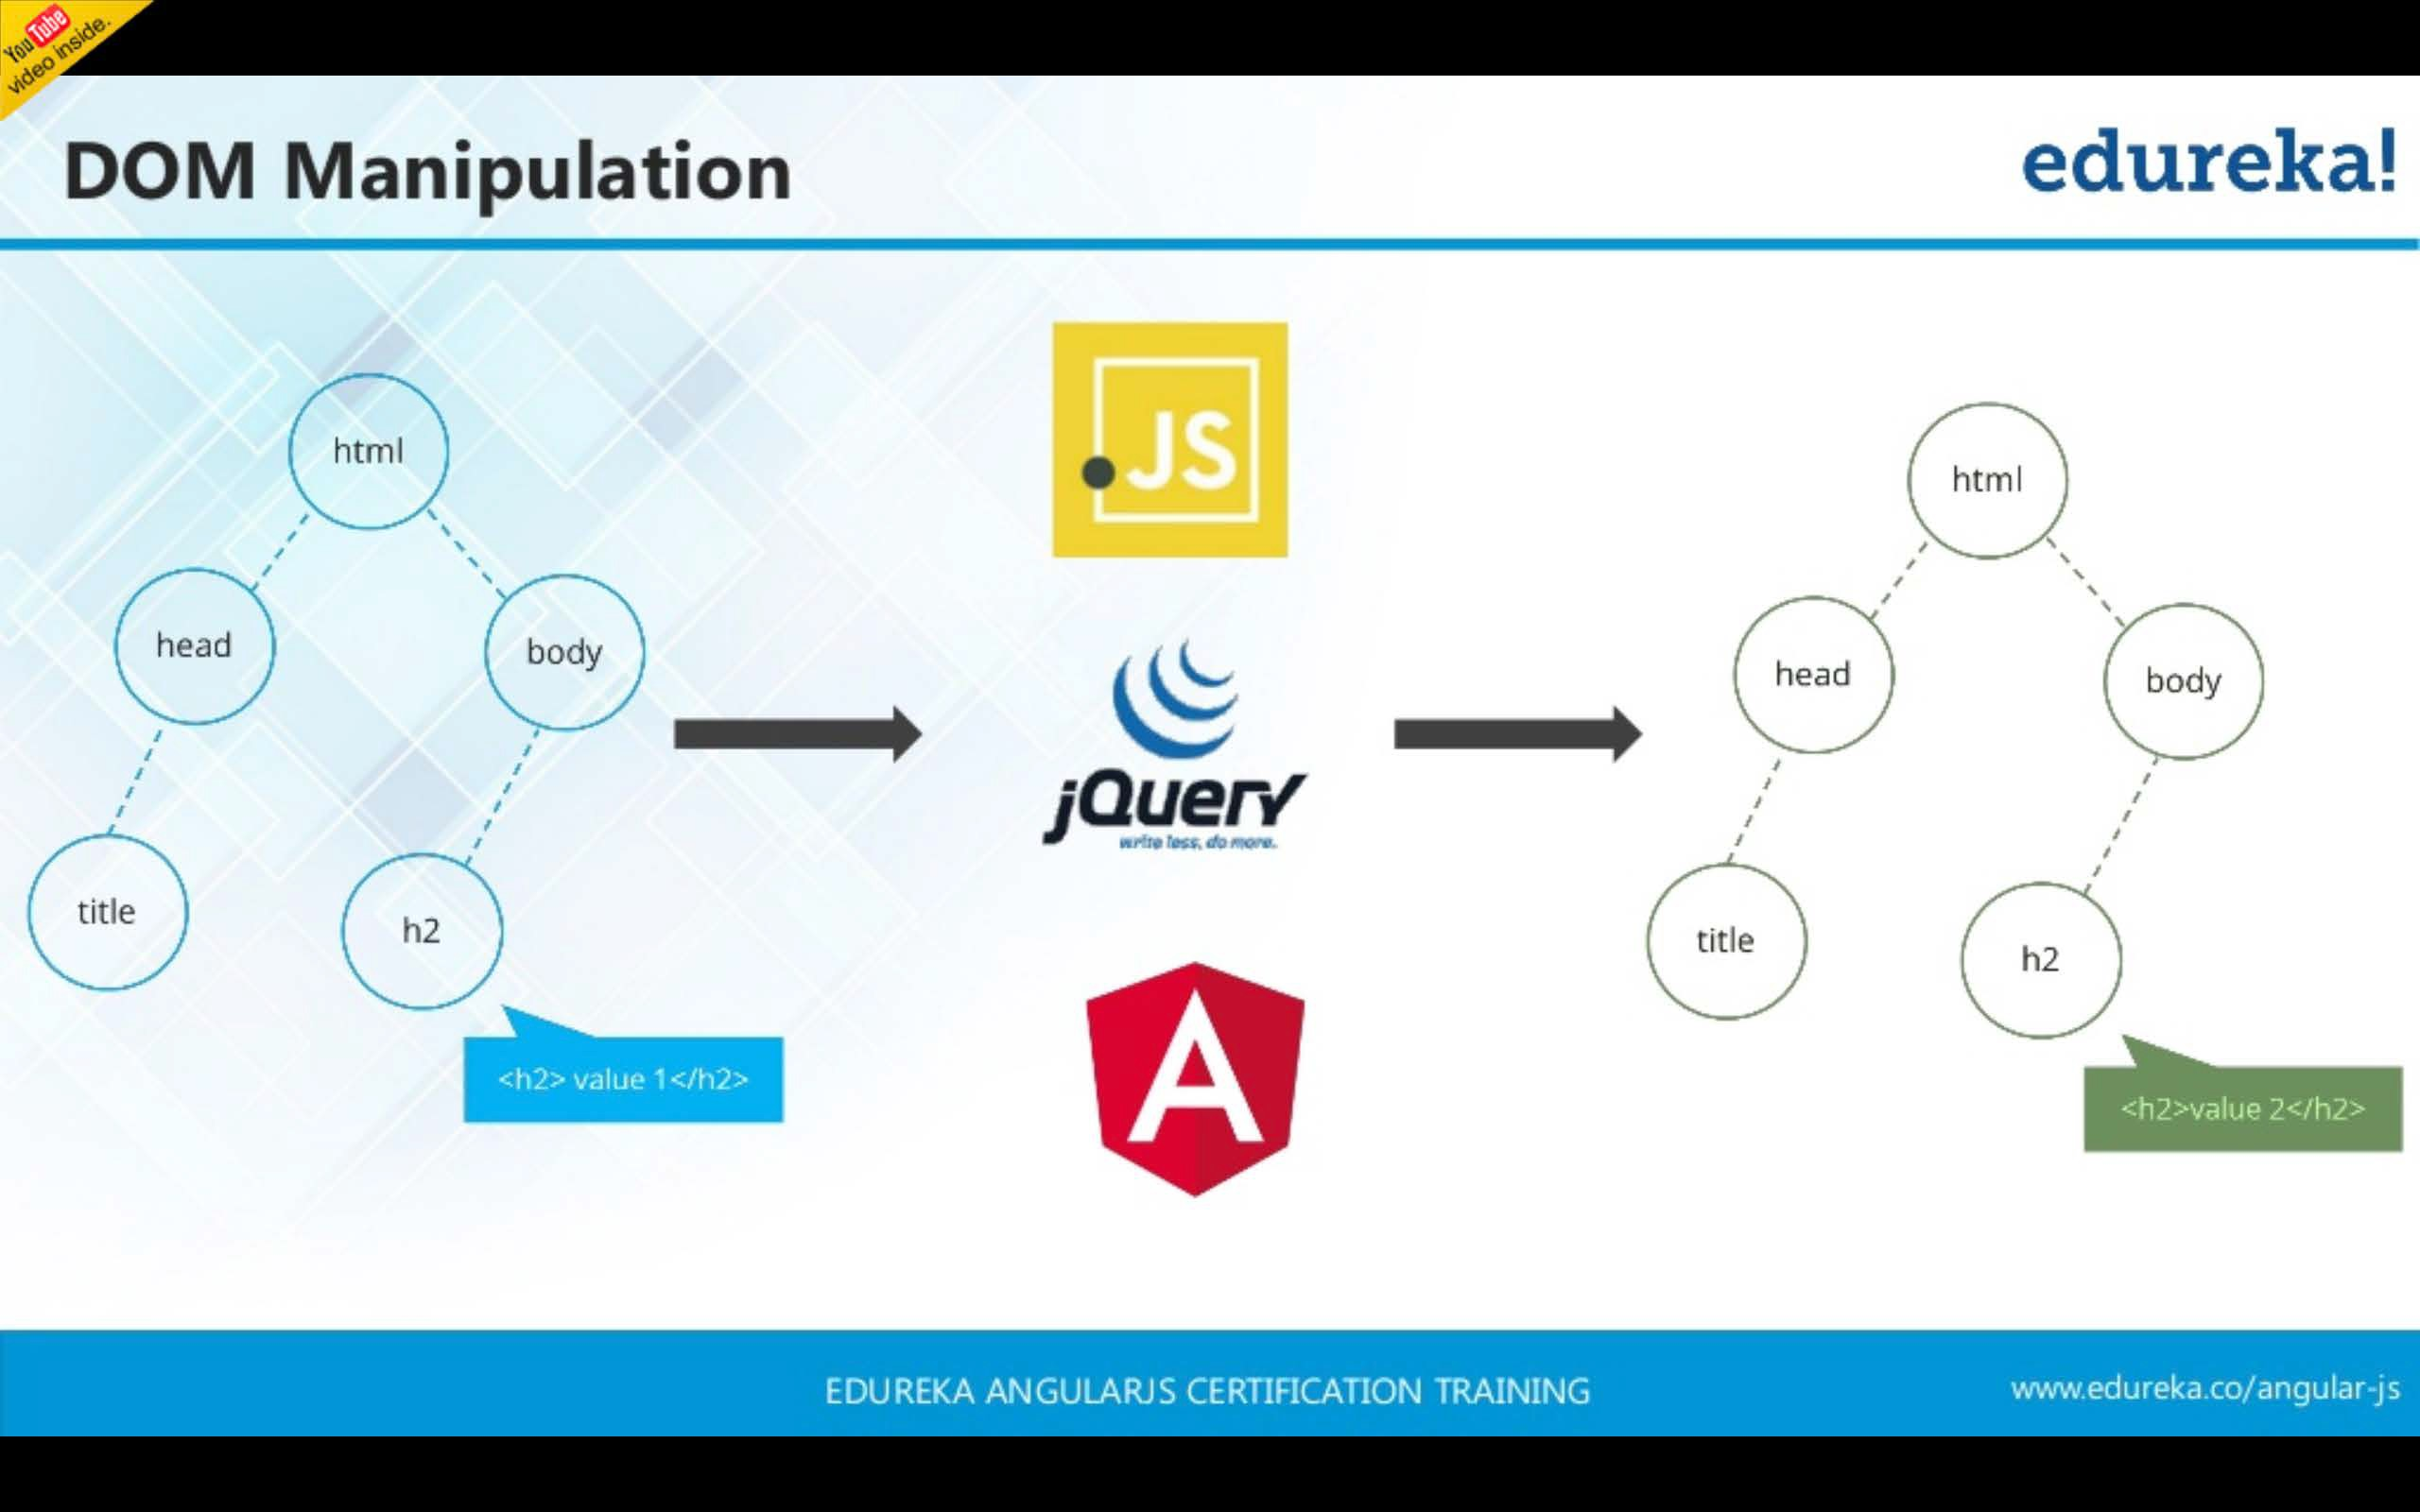 YouTube
video inside.
DOM Manipulation
edureka!
html
head
body
title
h2
<h2> value 1</h2>
JS
jQuery
write less, do more.
A
html
head
body
title
h2
<h2>value 2</h2>
EDUREKA ANGULARJS CERTIFICATION TRAINING
www.edureka.co/angular-js